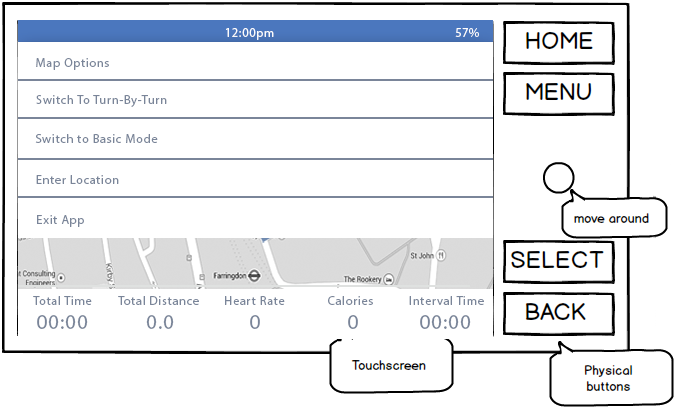 12:00pm 57%
HOME
Map Options
MENU
Switch To Turn-By-Turn
Switch to Basic Mode
Enter Location
move around
Exit App
St John
SELECT
Consulting
Engineers
Farringdon
The Rookery
Total Time Total Distance Heart Rate Calories Interval Time
00:00 0.0 0 0 00:00
BACK
Touchscreen
Physical
buttons